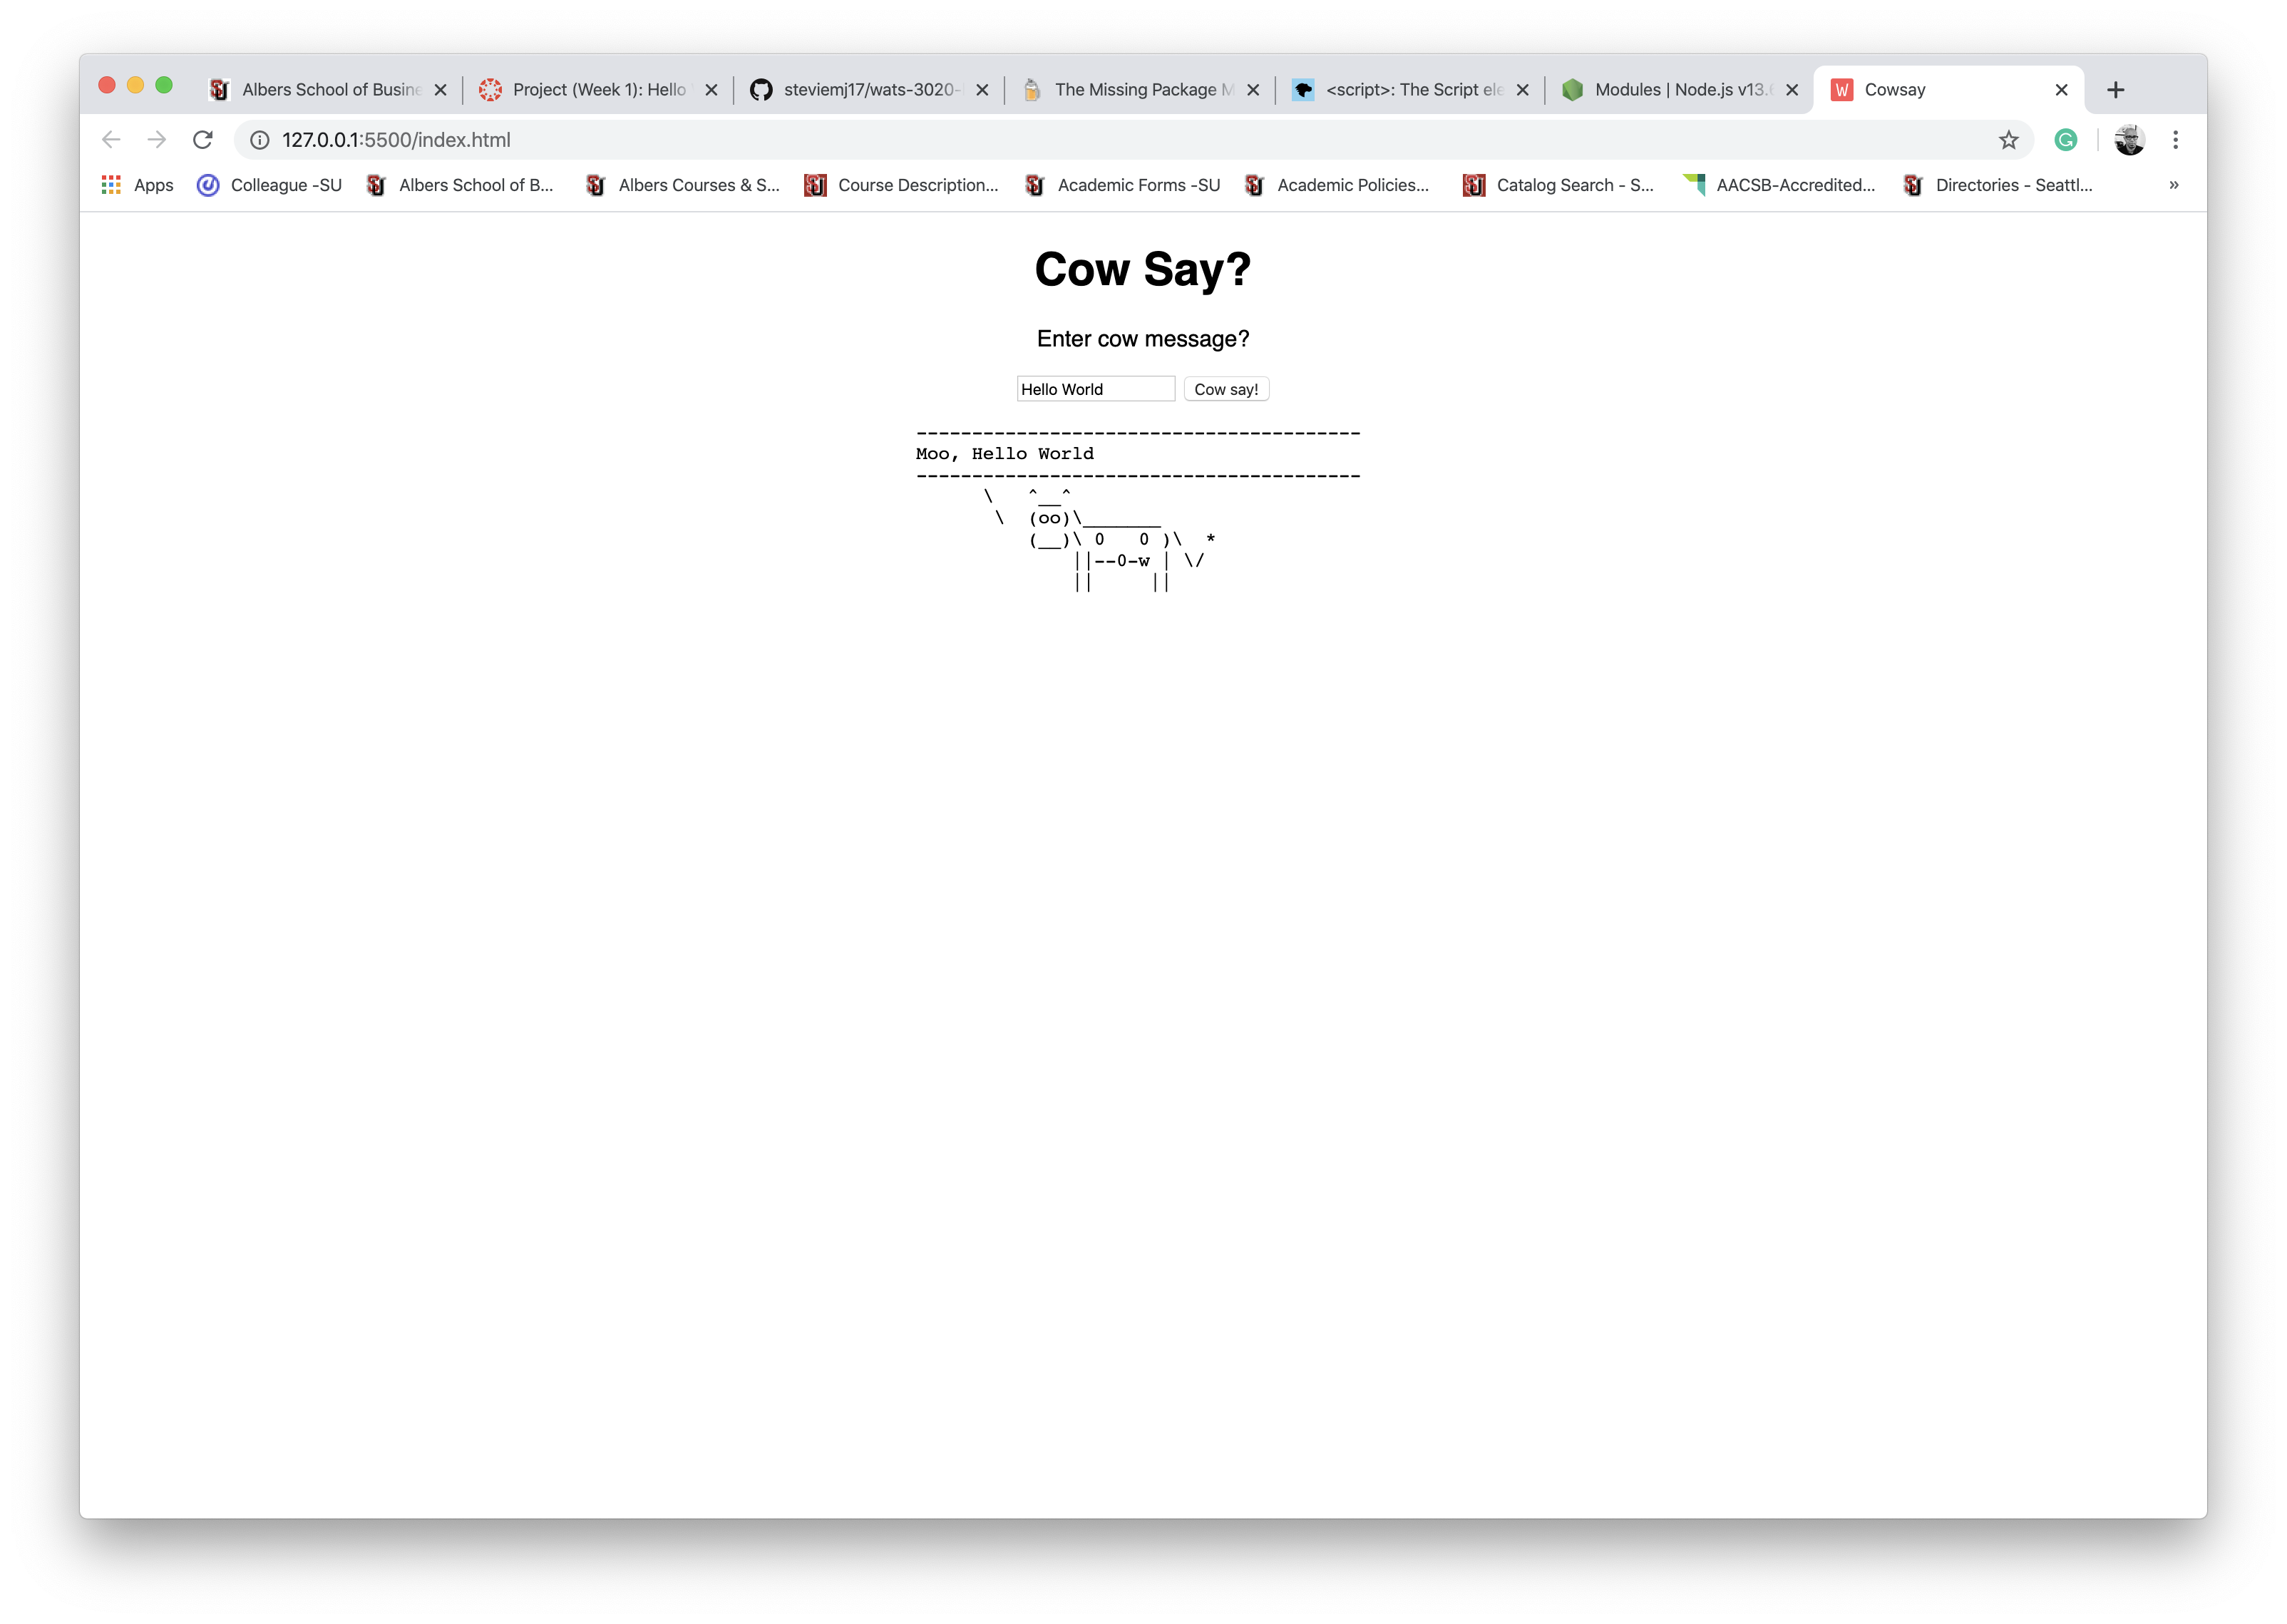 Albers School of Busine
Project (Week 1): Hello
steviemj17/wats-3020-
The Missing Package M
<script>: The Script ele
Modules | Node.js v13.
W Cowsay
127.0.0.1:5500/index.html
Apps
Colleague -SU
Albers School of B...
Albers Courses & S...
Course Description...
Academic Forms -SU
Academic Policies...
Catalog Search - S...
AACSB-Accredited...
Directories - Seattl...
»
Cow Say?
Enter cow message?
Hello World
Cow say!
----------------------------------------
Moo, Hello World
----------------------------------------
      \   ^__^
       \  (oo)\_______
          (__)\ 0   0 )\  *
              ||--0-w | \/
              ||     ||